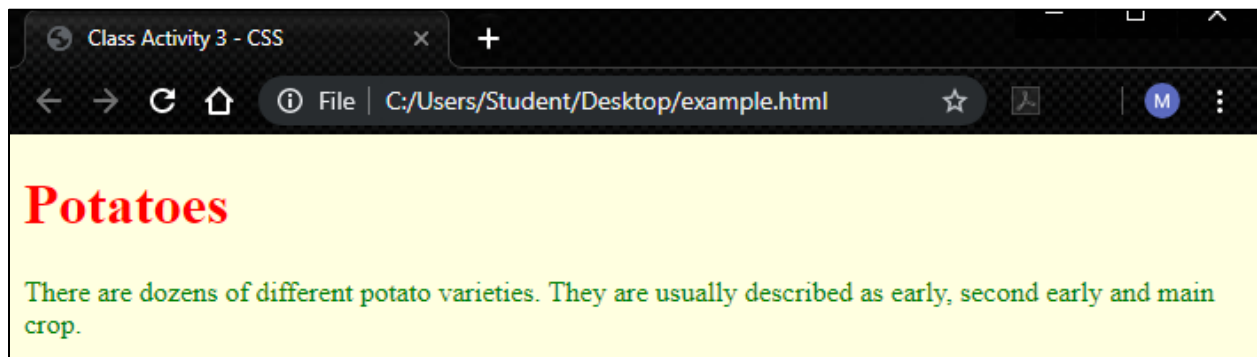 Class Activity 3 - CSS
File C:/Users/Student/Desktop/example.html
M
Potatoes
There are dozens of different potato varieties. They are usually described as early, second early and main
crop.